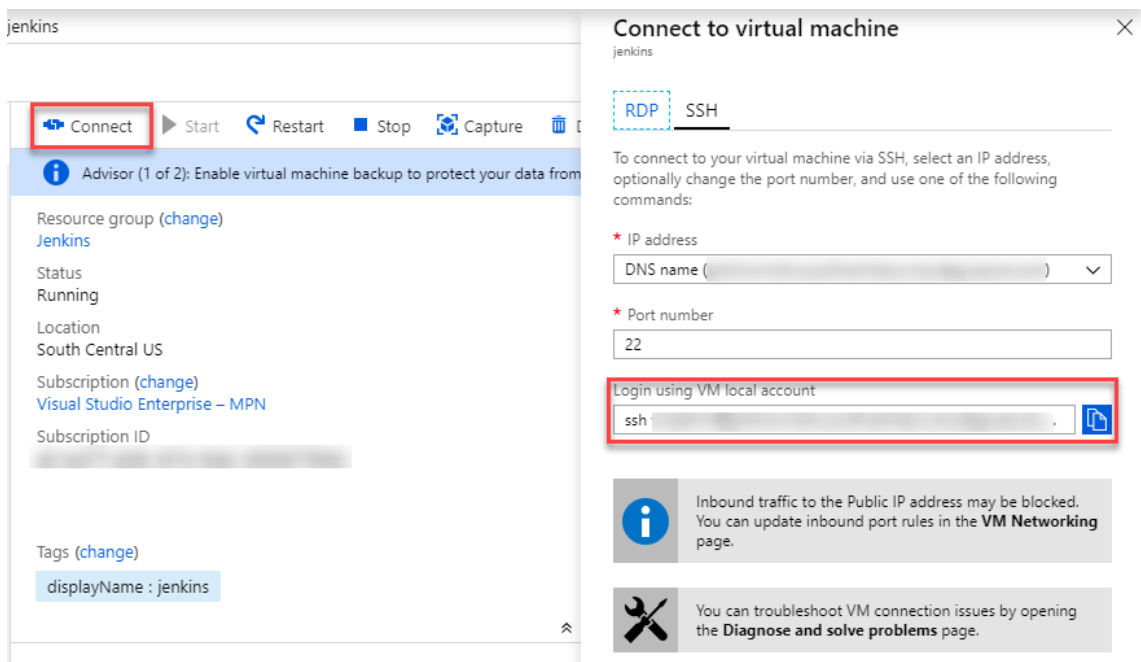 jenkins
Connect
Start
Restart
Stop
Capture
Advisor (1 of 2): Enable virtual machine backup to protect your data from
Resource group (change)
Jenkins
Status
Running
Location
South Central US
Subscription (change)
Visual Studio Enterprise – MPN
Subscription ID
Tags (change)
displayName : jenkins
Connect to virtual machine
jenkins
RDP SSH
To connect to your virtual machine via SSH, select an IP address,
optionally change the port number, and use one of the following
commands:
* IP address
DNS name ( )
* Port number
22
Login using VM local account
ssh
Inbound traffic to the Public IP address may be blocked.
You can update inbound port rules in the VM Networking
page.
You can troubleshoot VM connection issues by opening
the Diagnose and solve problems page.